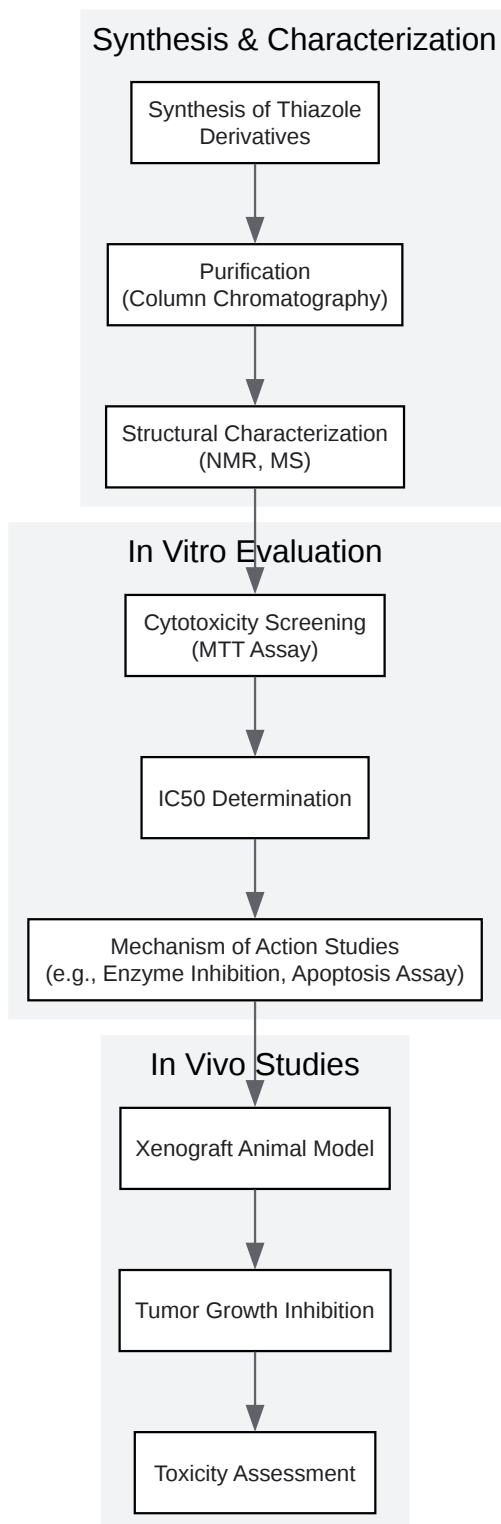 Synthesis & Characterization
Synthesis of Thiazole
Derivatives
Purification
(Column Chromatography)
Structural Characterization
(NMR, MS)
In Vitro Evaluation
Cytotoxicity Screening
(MTT Assay)
IC50 Determination
Mechanism of Action Studies
(e.g., Enzyme Inhibition, Apoptosis Assay)
In Vivo Studies
Xenograft Animal Model
Tumor Growth Inhibition
Toxicity Assessment